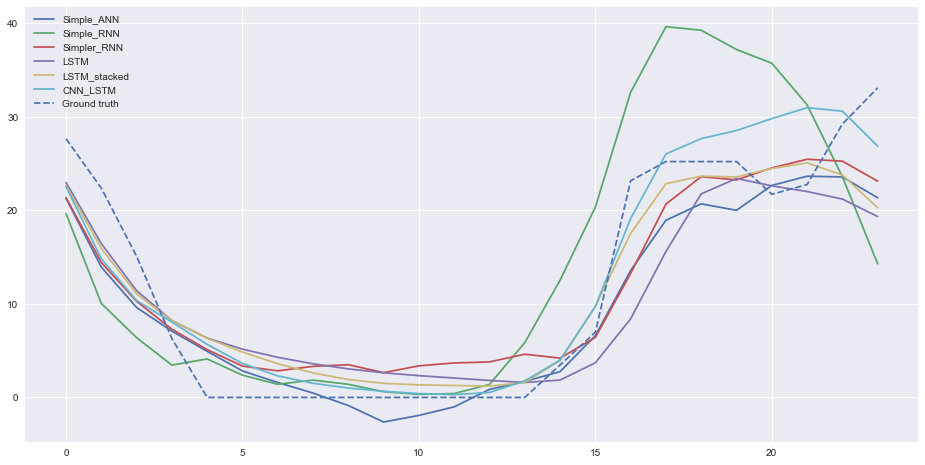 Simple_ANN
Simple_RNN
Simpler_RNN
LSTM
LSTM_stacked
CNN_LSTM
Ground truth
40
30
20
10
0
0 5 10 15 20